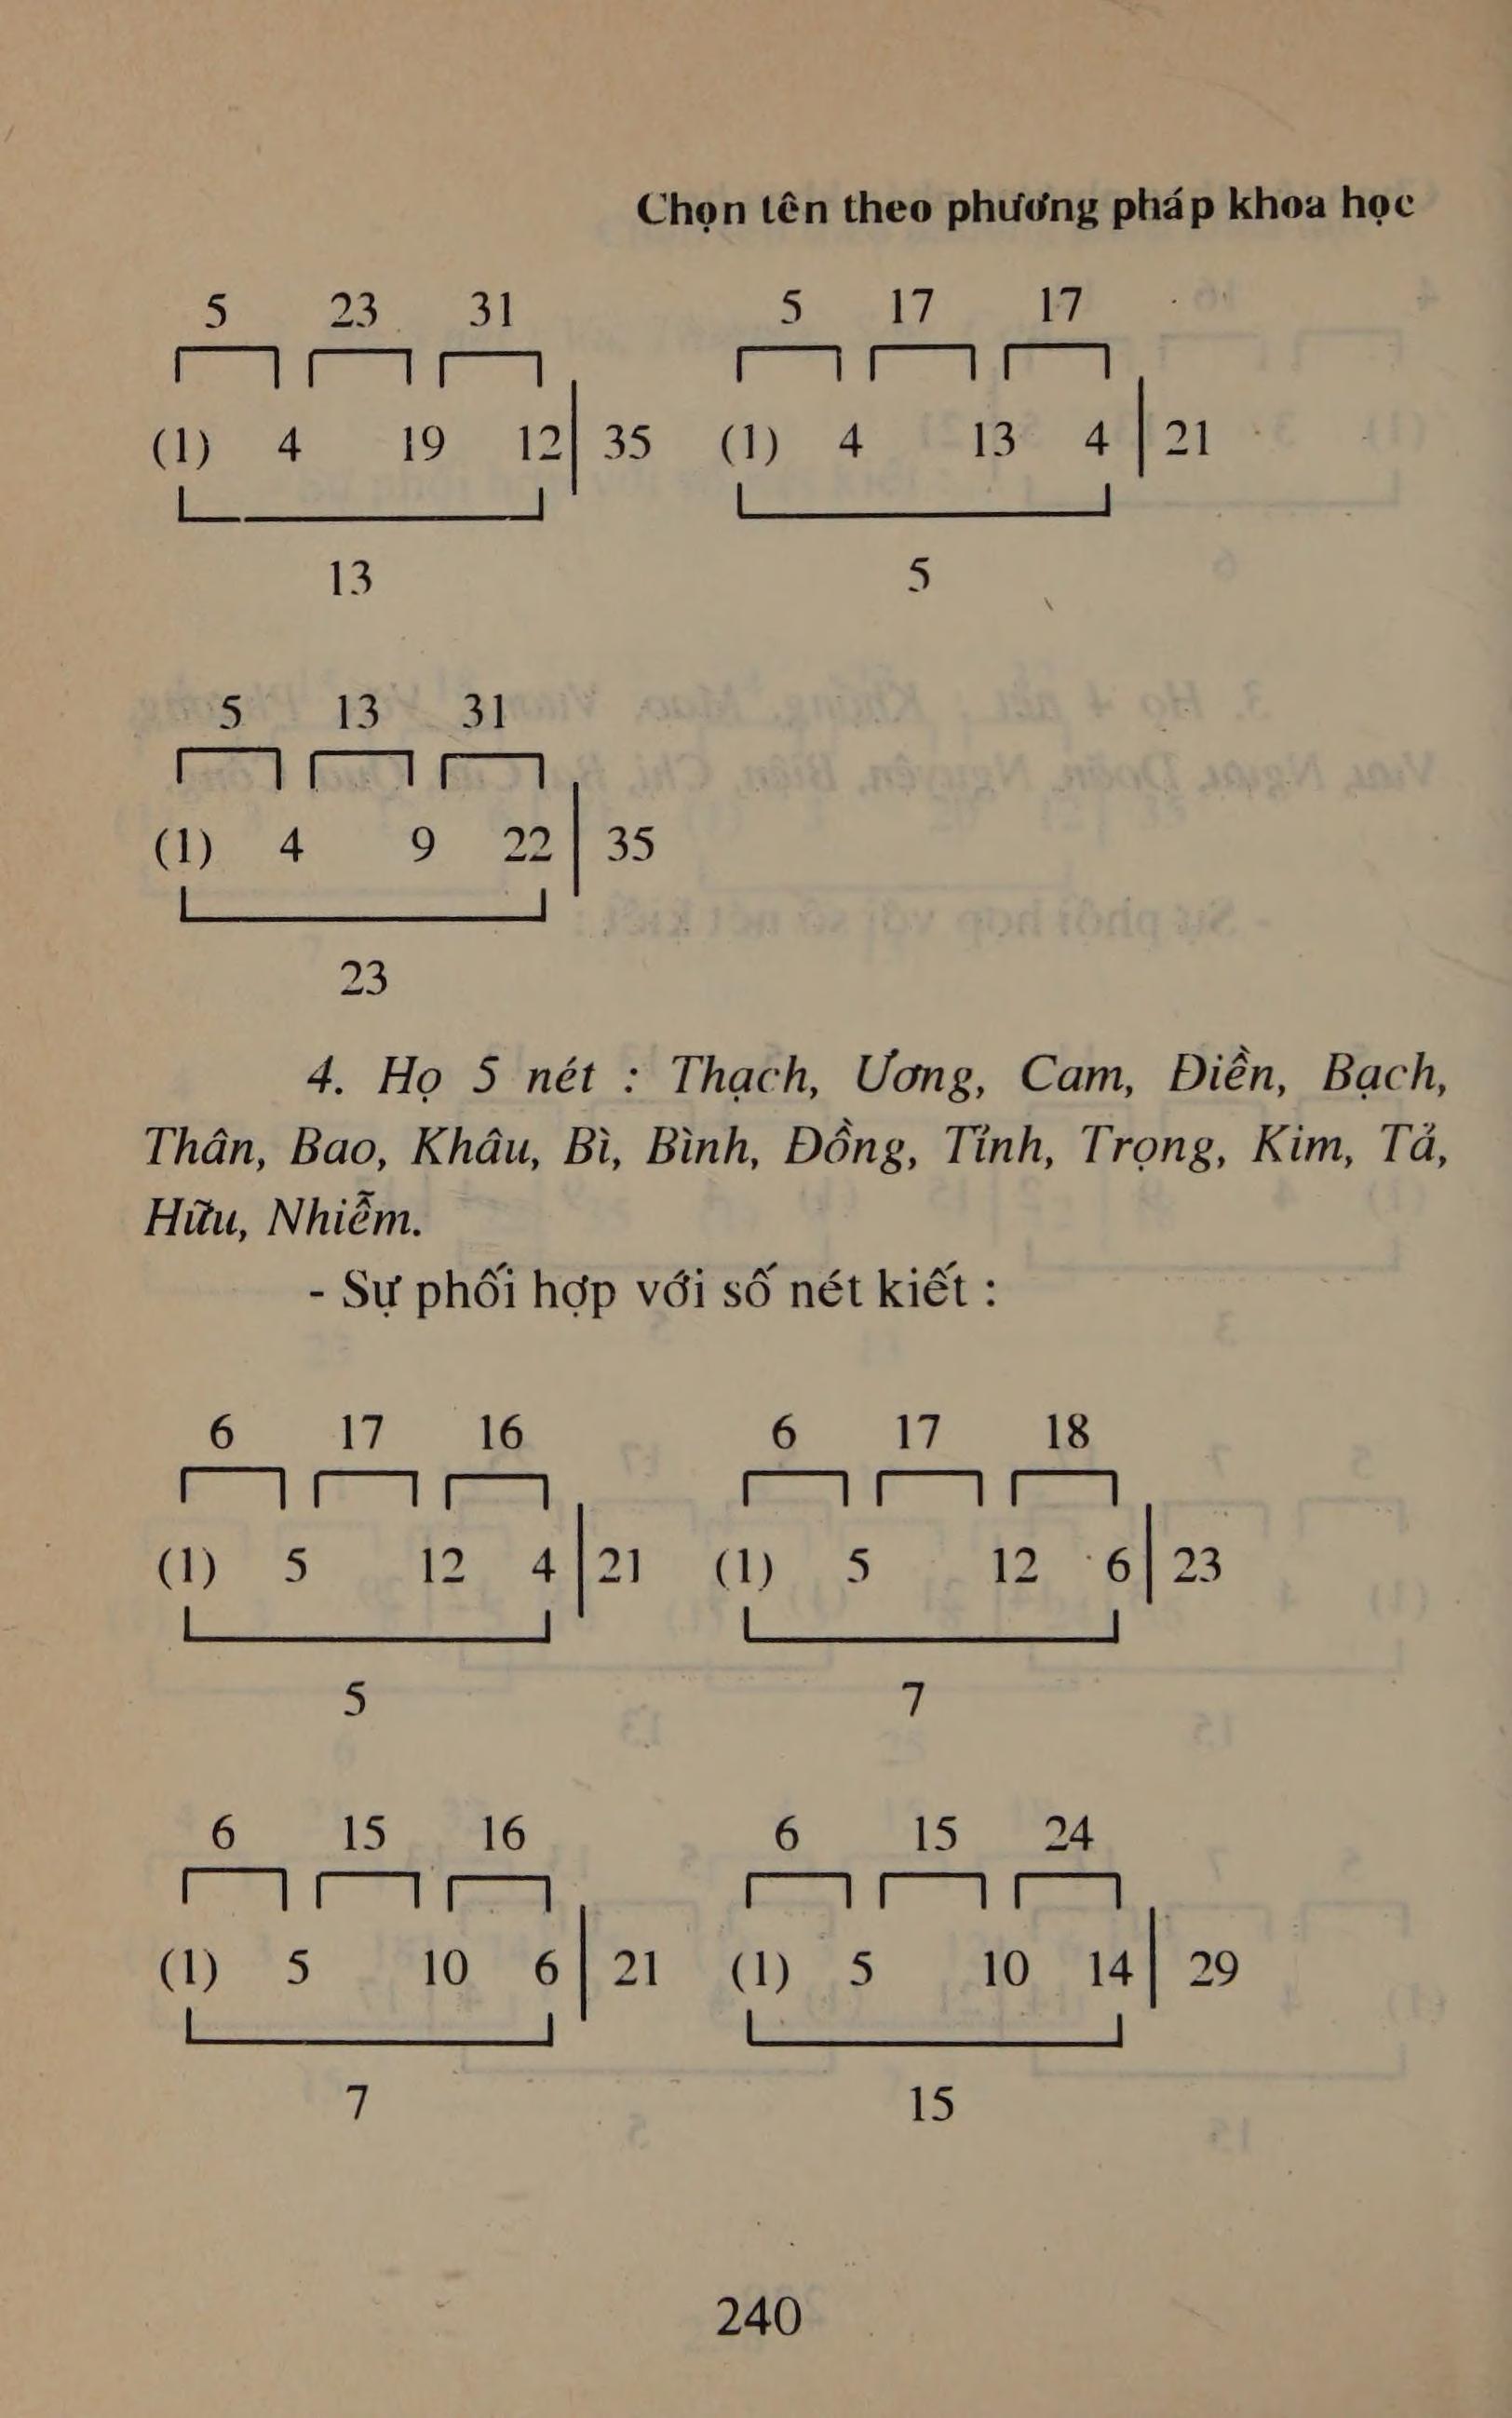 Chọn tên theo phương pháp khoa học
5 23 31 5 17 17
(1) 4 19 12 35 (1) 4 13 4 21
13 5
5 13 31
(1) 4 9 22 35
23
4. Họ 5 nét : Thạch, Ương, Cam, Điền, Bạch,
Thân, Bao, Khâu, Bì, Bình, Đồng, Tỉnh, Trọng, Kim, Tả,
Hữu, Nhiễm.
- Sự phối hợp với số nét kiết :
6 17 16 6 17 18
(1) 5 12 4 21 (1) 5 12 6 23
5 7
6 15 16 6 15 24
(1) 5 10 6 21 (1) 5 10 14 29
7 15
240